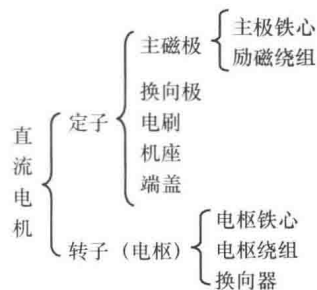 直流电机
定子
主磁极
主极铁心
励磁绕组
换向极
电刷
机座
端盖
转子（电枢）
电枢铁心
电枢绕组
换向器